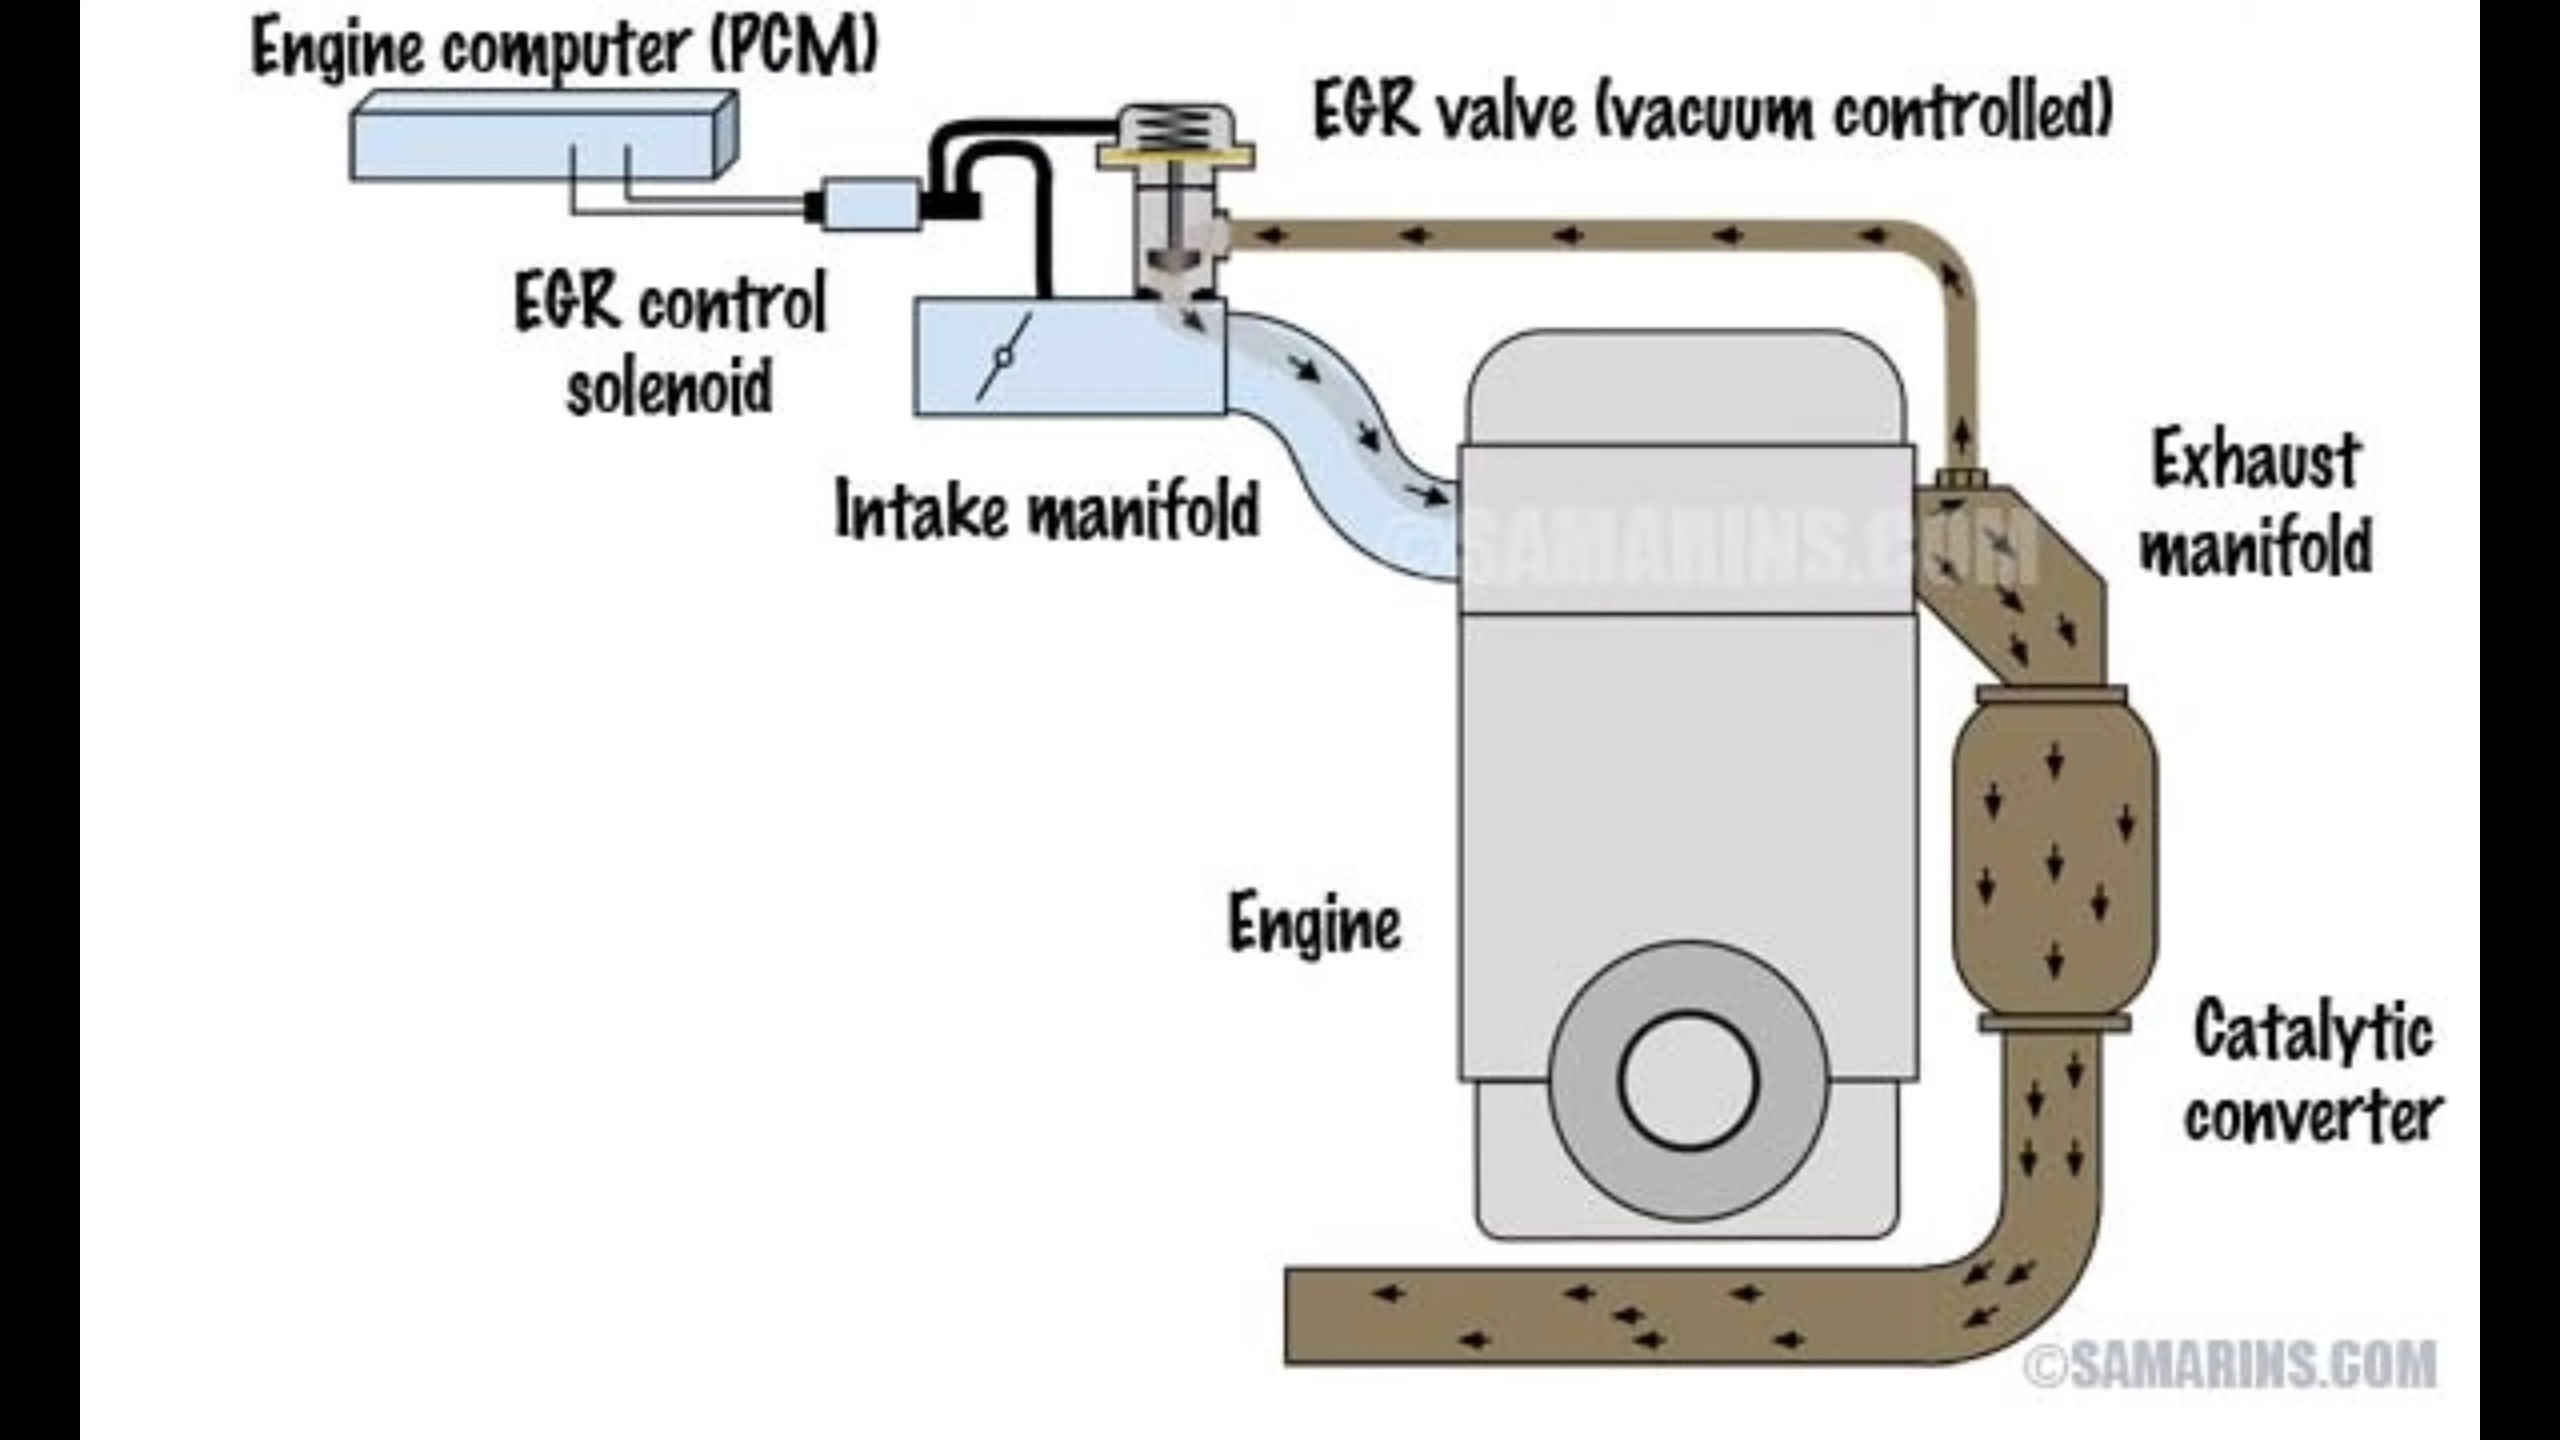 Engine computer (PCM)
EGR valve (vacuum controlled)
EGR control
solenoid
Intake manifold
Exhaust
manifold
©SAMARINS.COM
Engine
Catalytic
converter
©SAMARINS.COM